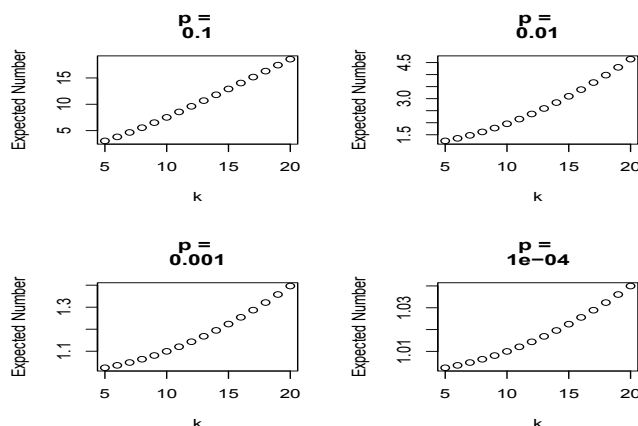 p =
0.1
Expected Number
5 10 15
5 10 15 20
k
p =
0.01
Expected Number
1.5 3.0 4.5
5 10 15 20
k
p =
0.001
Expected Number
1.1 1.3
5 10 15 20
k
p =
1e−04
Expected Number
1.01 1.03
5 10 15 20
k